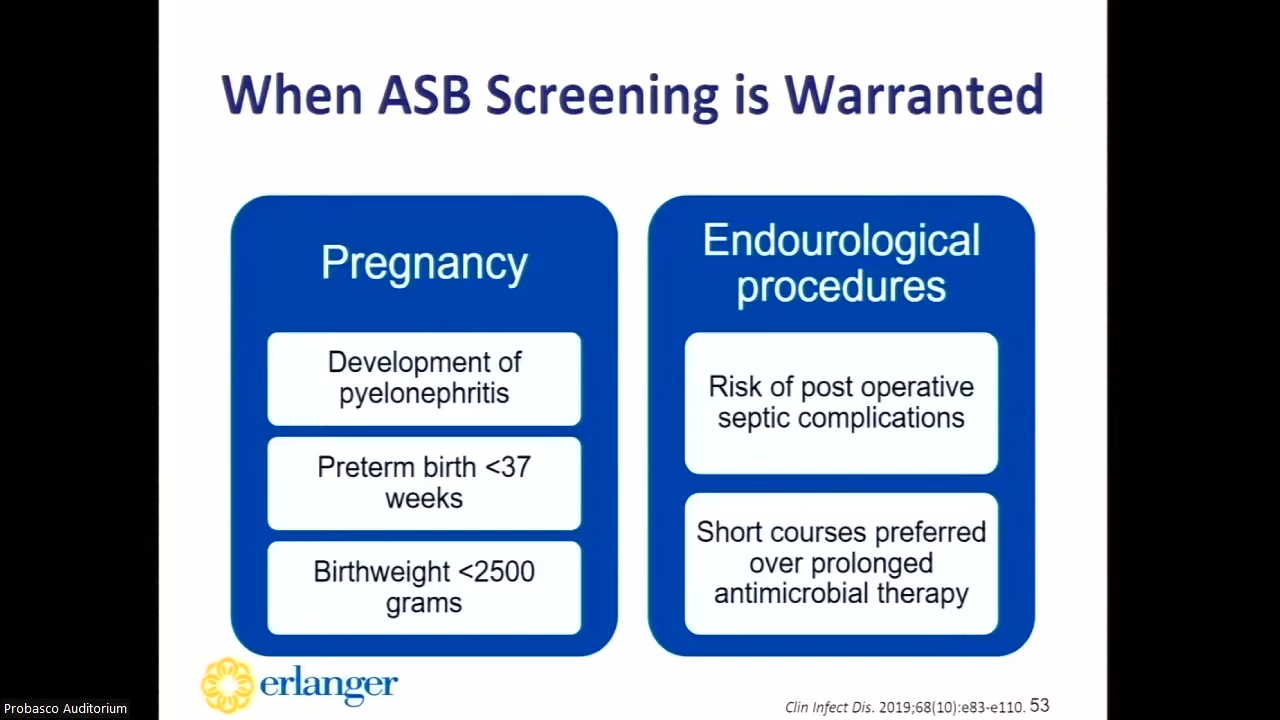 When ASB Screening is Warranted
Pregnancy
Development of
pyelonephritis
Preterm birth <37
weeks
Birthweight <2500
grams
Endourological
procedures
Risk of post operative
septic complications
Short courses preferred
over prolonged
antimicrobial therapy
erlanger
Clin Infect Dis. 2019;68(10):e83-e110. 53
Probasco Auditorium